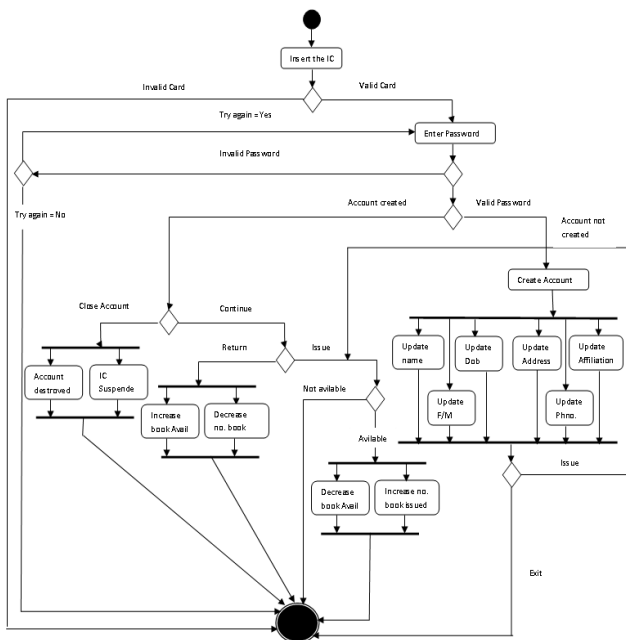 Insert the IC
Invalid Card
Valid Card
Try again = Yes
Enter Password
Invalid Password
Account created
Valid Password
Try again = No
Account not
created
Create Account
Close Account
Continue
Return
Issue
Update
name
Update
Dob
Update
Address
Update
Affiliation
Account
destroved
IC
Suspende
Not avilable
Update
F/M
Update
Phno.
Increase
book Avail
Decrease
no. book
Avilable
Issue
Decrease
book Avail
Increase no.
book issued
Exit